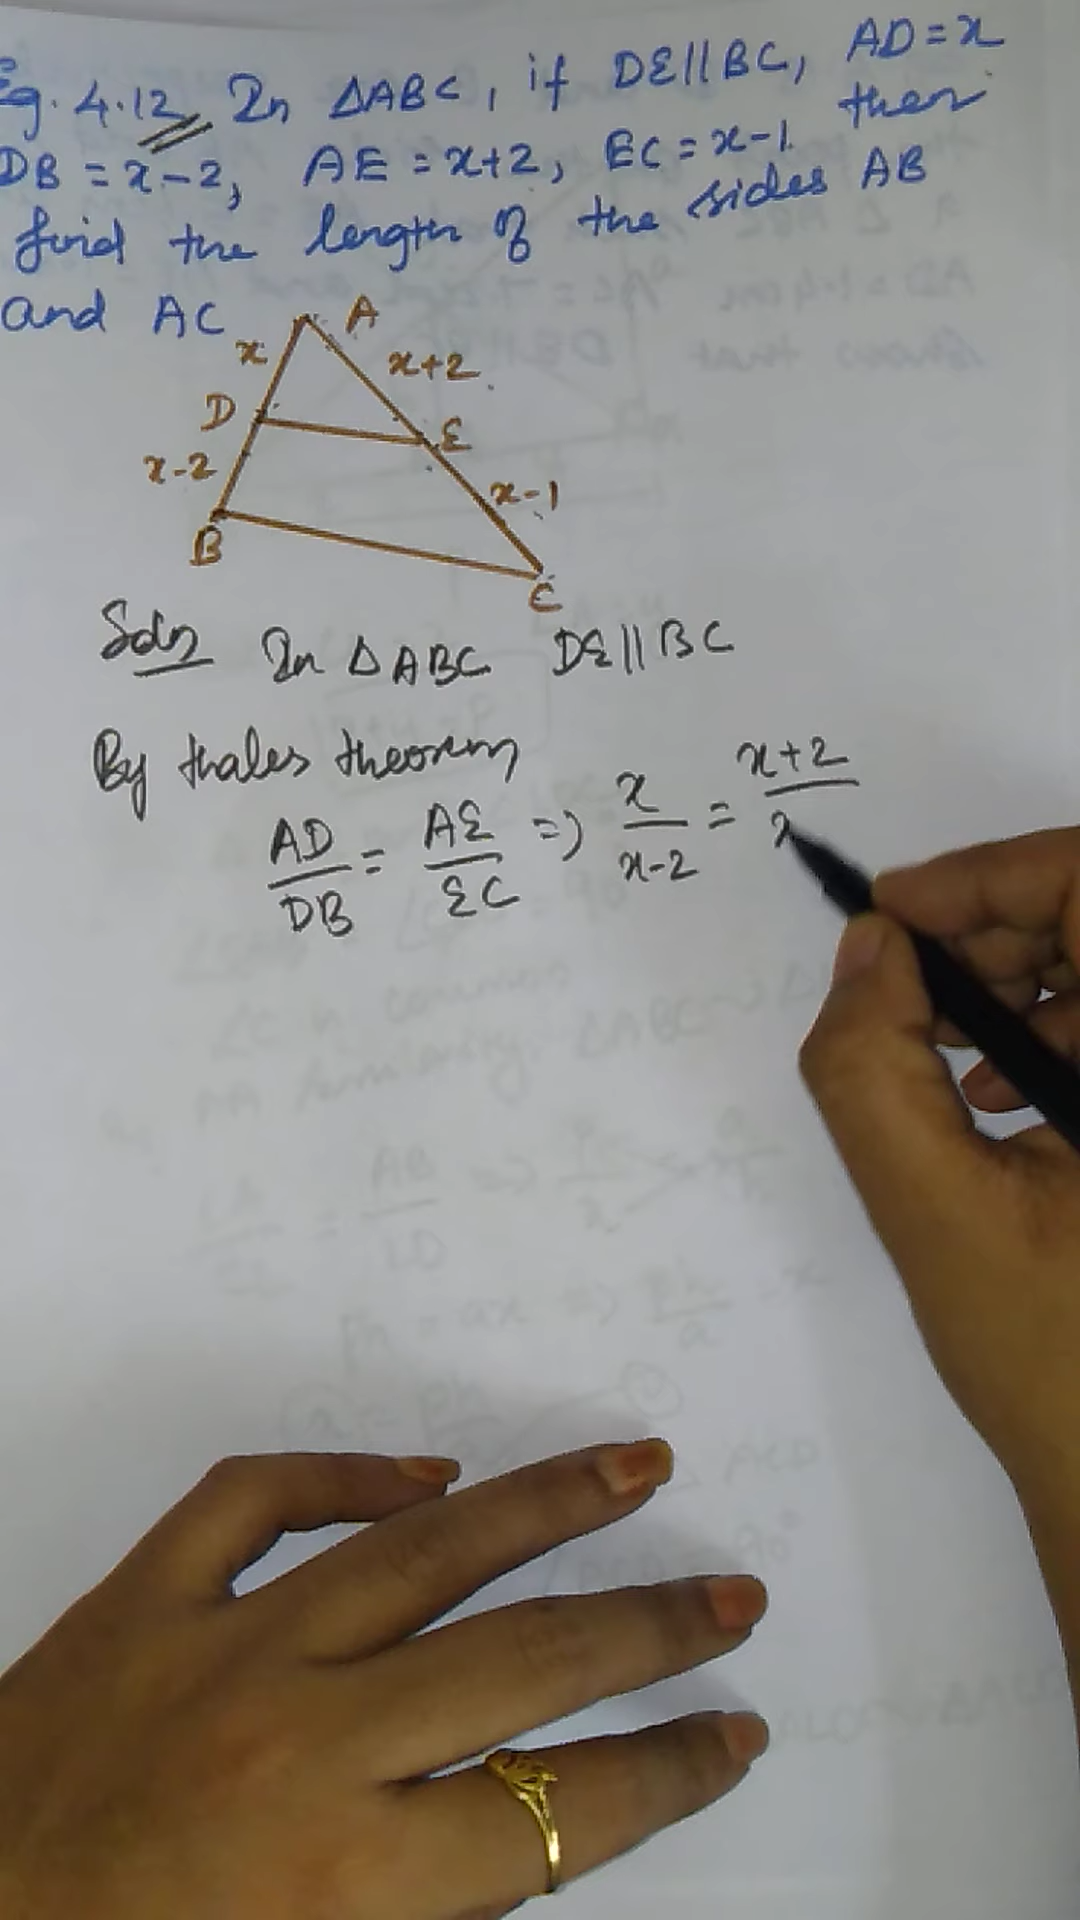 Eg. 4.12 In ΔABC, if DE||BC, AD = x
DB = x-2, AE = x+2, EC = x-1 then
find the length of the sides AB
and AC
A
x
x+2
D
E
x-2
x-1
B
C
Soln In ΔABC DE||BC
By thales theorem
AD/DB = AE/EC => x/x-2 = x+2/x